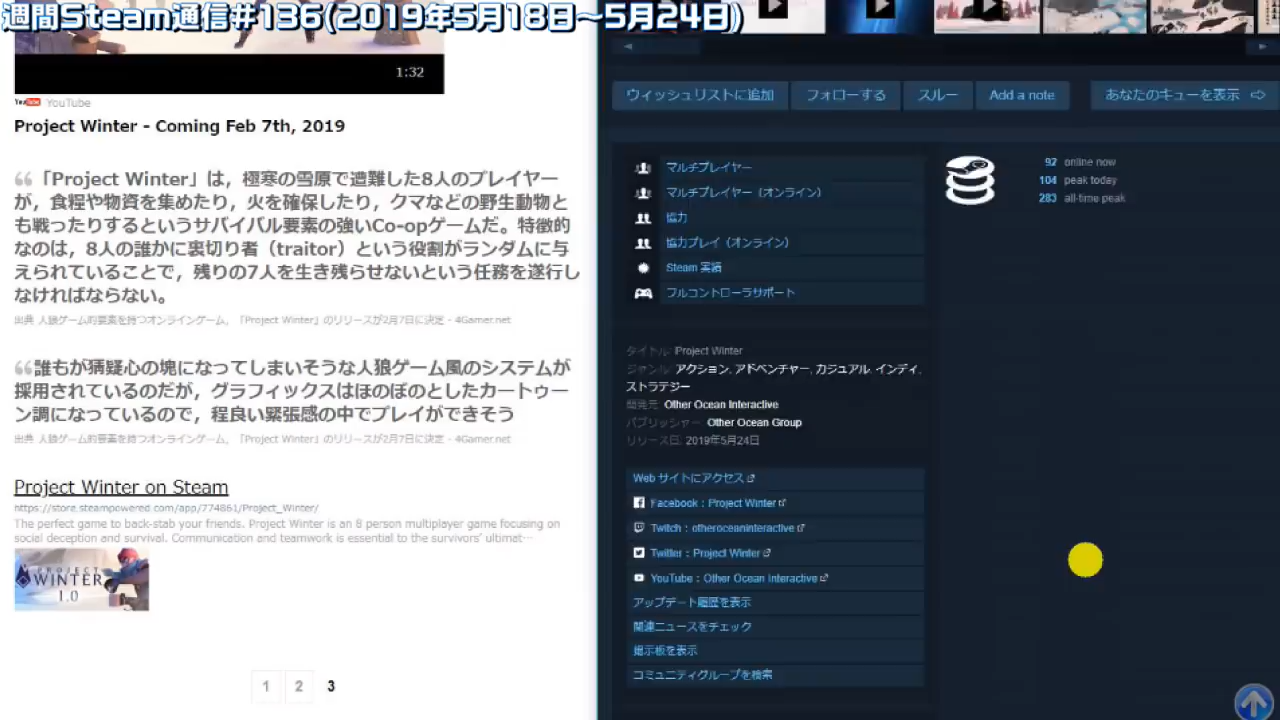 週間Steam通信#136(2019年5月18日～5月24日)
1:32
YouTube
Project Winter - Coming Feb 7th, 2019
「Project Winter」は，極寒の雪原で遭難した8人のプレイヤー
が，食糧や物資を集めたり，火を確保したり，クマなどの野生動物と
も戦ったりするというサバイバル要素の強いCo-opゲームだ。特徴的
なのは，8人の誰かに裏切り者（traitor）という役割がランダムに与
えられていることで，残りの7人を生き残らせないという任務を遂行し
なければならない。
出典 人狼ゲーム的要素を持つオンラインゲーム，「Project Winter」のリリースが2月7日に決定 - 4Gamer.net
誰もが猜疑心の塊になってしまいそうな人狼ゲーム風のシステムが
採用されているのだが，グラフィックスはほのぼのとしたカートゥー
ン調になっているので，程良い緊張感の中でプレイができそう
出典 人狼ゲーム的要素を持つオンラインゲーム，「Project Winter」のリリースが2月7日に決定 - 4Gamer.net
Project Winter on Steam
https://store.steampowered.com/app/774861/Project_Winter/
The perfect game to back-stab your friends. Project Winter is an 8 person multiplayer game focusing on
social deception and survival. Communication and teamwork is essential to the survivors' ultimat…
PROJECT
WINTER
1.0
1 2 3
ウィッシュリストに追加 フォローする スルー Add a note あなたのキューを表示
マルチプレイヤー
マルチプレイヤー（オンライン）
協力
協力プレイ（オンライン）
Steam 実績
フルコントローラサポート
92 online now
104 peak today
283 all-time peak
タイトル: Project Winter
ジャンル: アクション, アドベンチャー, カジュアル, インディ,
ストラテジー
開発元: Other Ocean Interactive
パブリッシャー: Other Ocean Group
リリース日: 2019年5月24日
Web サイトにアクセス
Facebook : Project Winter
Twitch : otheroceaninteractive
Twitter : Project Winter
YouTube : Other Ocean Interactive
アップデート履歴を表示
関連ニュースをチェック
掲示板を表示
コミュニティグループを検索